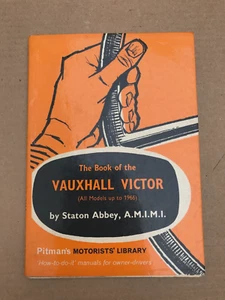 The Book of the
VAUXHALL VICTOR
(All Models up to 1966)
by Staton Abbey, A.M.I.M.I.
Pitman's MOTORISTS' LIBRARY
'How-to-do-it' manuals for owner-drivers